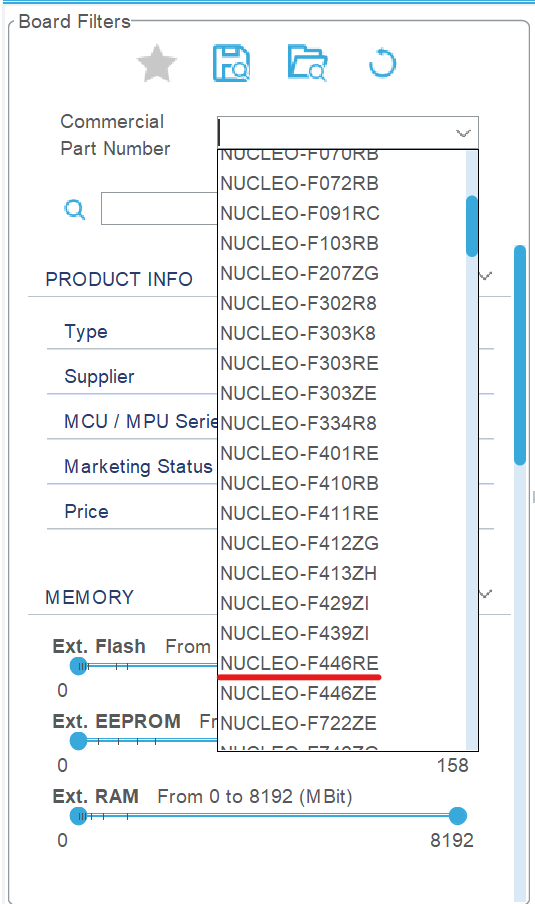 Board Filters
Commercial
Part Number
NUCLEO-F070RB
NUCLEO-F072RB
NUCLEO-F091RC
NUCLEO-F103RB
PRODUCT INFO
NUCLEO-F207ZG
NUCLEO-F302R8
Type
NUCLEO-F303K8
NUCLEO-F303RE
Supplier
NUCLEO-F303ZE
MCU / MPU Serie
NUCLEO-F334R8
NUCLEO-F401RE
Marketing Status
NUCLEO-F410RB
Price
NUCLEO-F411RE
NUCLEO-F412ZG
NUCLEO-F413ZH
MEMORY
NUCLEO-F429ZI
NUCLEO-F439ZI
Ext. Flash From
NUCLEO-F446RE
0
NUCLEO-F446ZE
Ext. EEPROM Fr
NUCLEO-F722ZE
0
158
Ext. RAM From 0 to 8192 (MBit)
0
8192